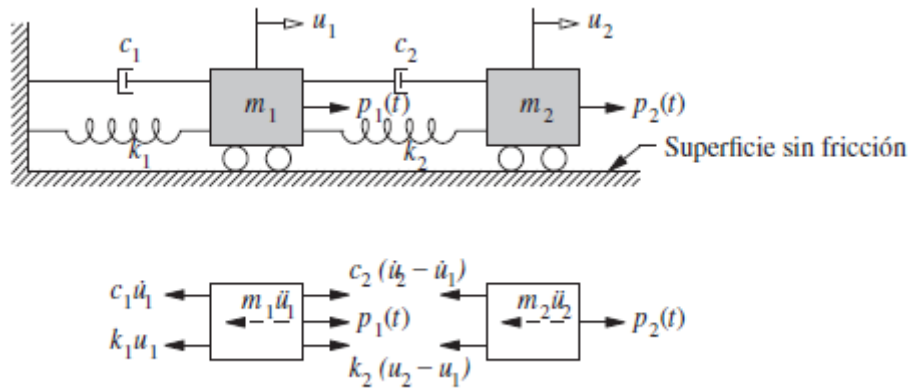 u₁
u₂
c₁
c₂
m₁
p₁(t)
m₂
p₂(t)
k₁
k₂
Superficie sin fricción
c₂ (u̇₂ − u̇₁)
c₁u̇₁
m₁ü₁
m₂ü₂
p₁(t)
p₂(t)
k₁u₁
k₂ (u₂ − u₁)